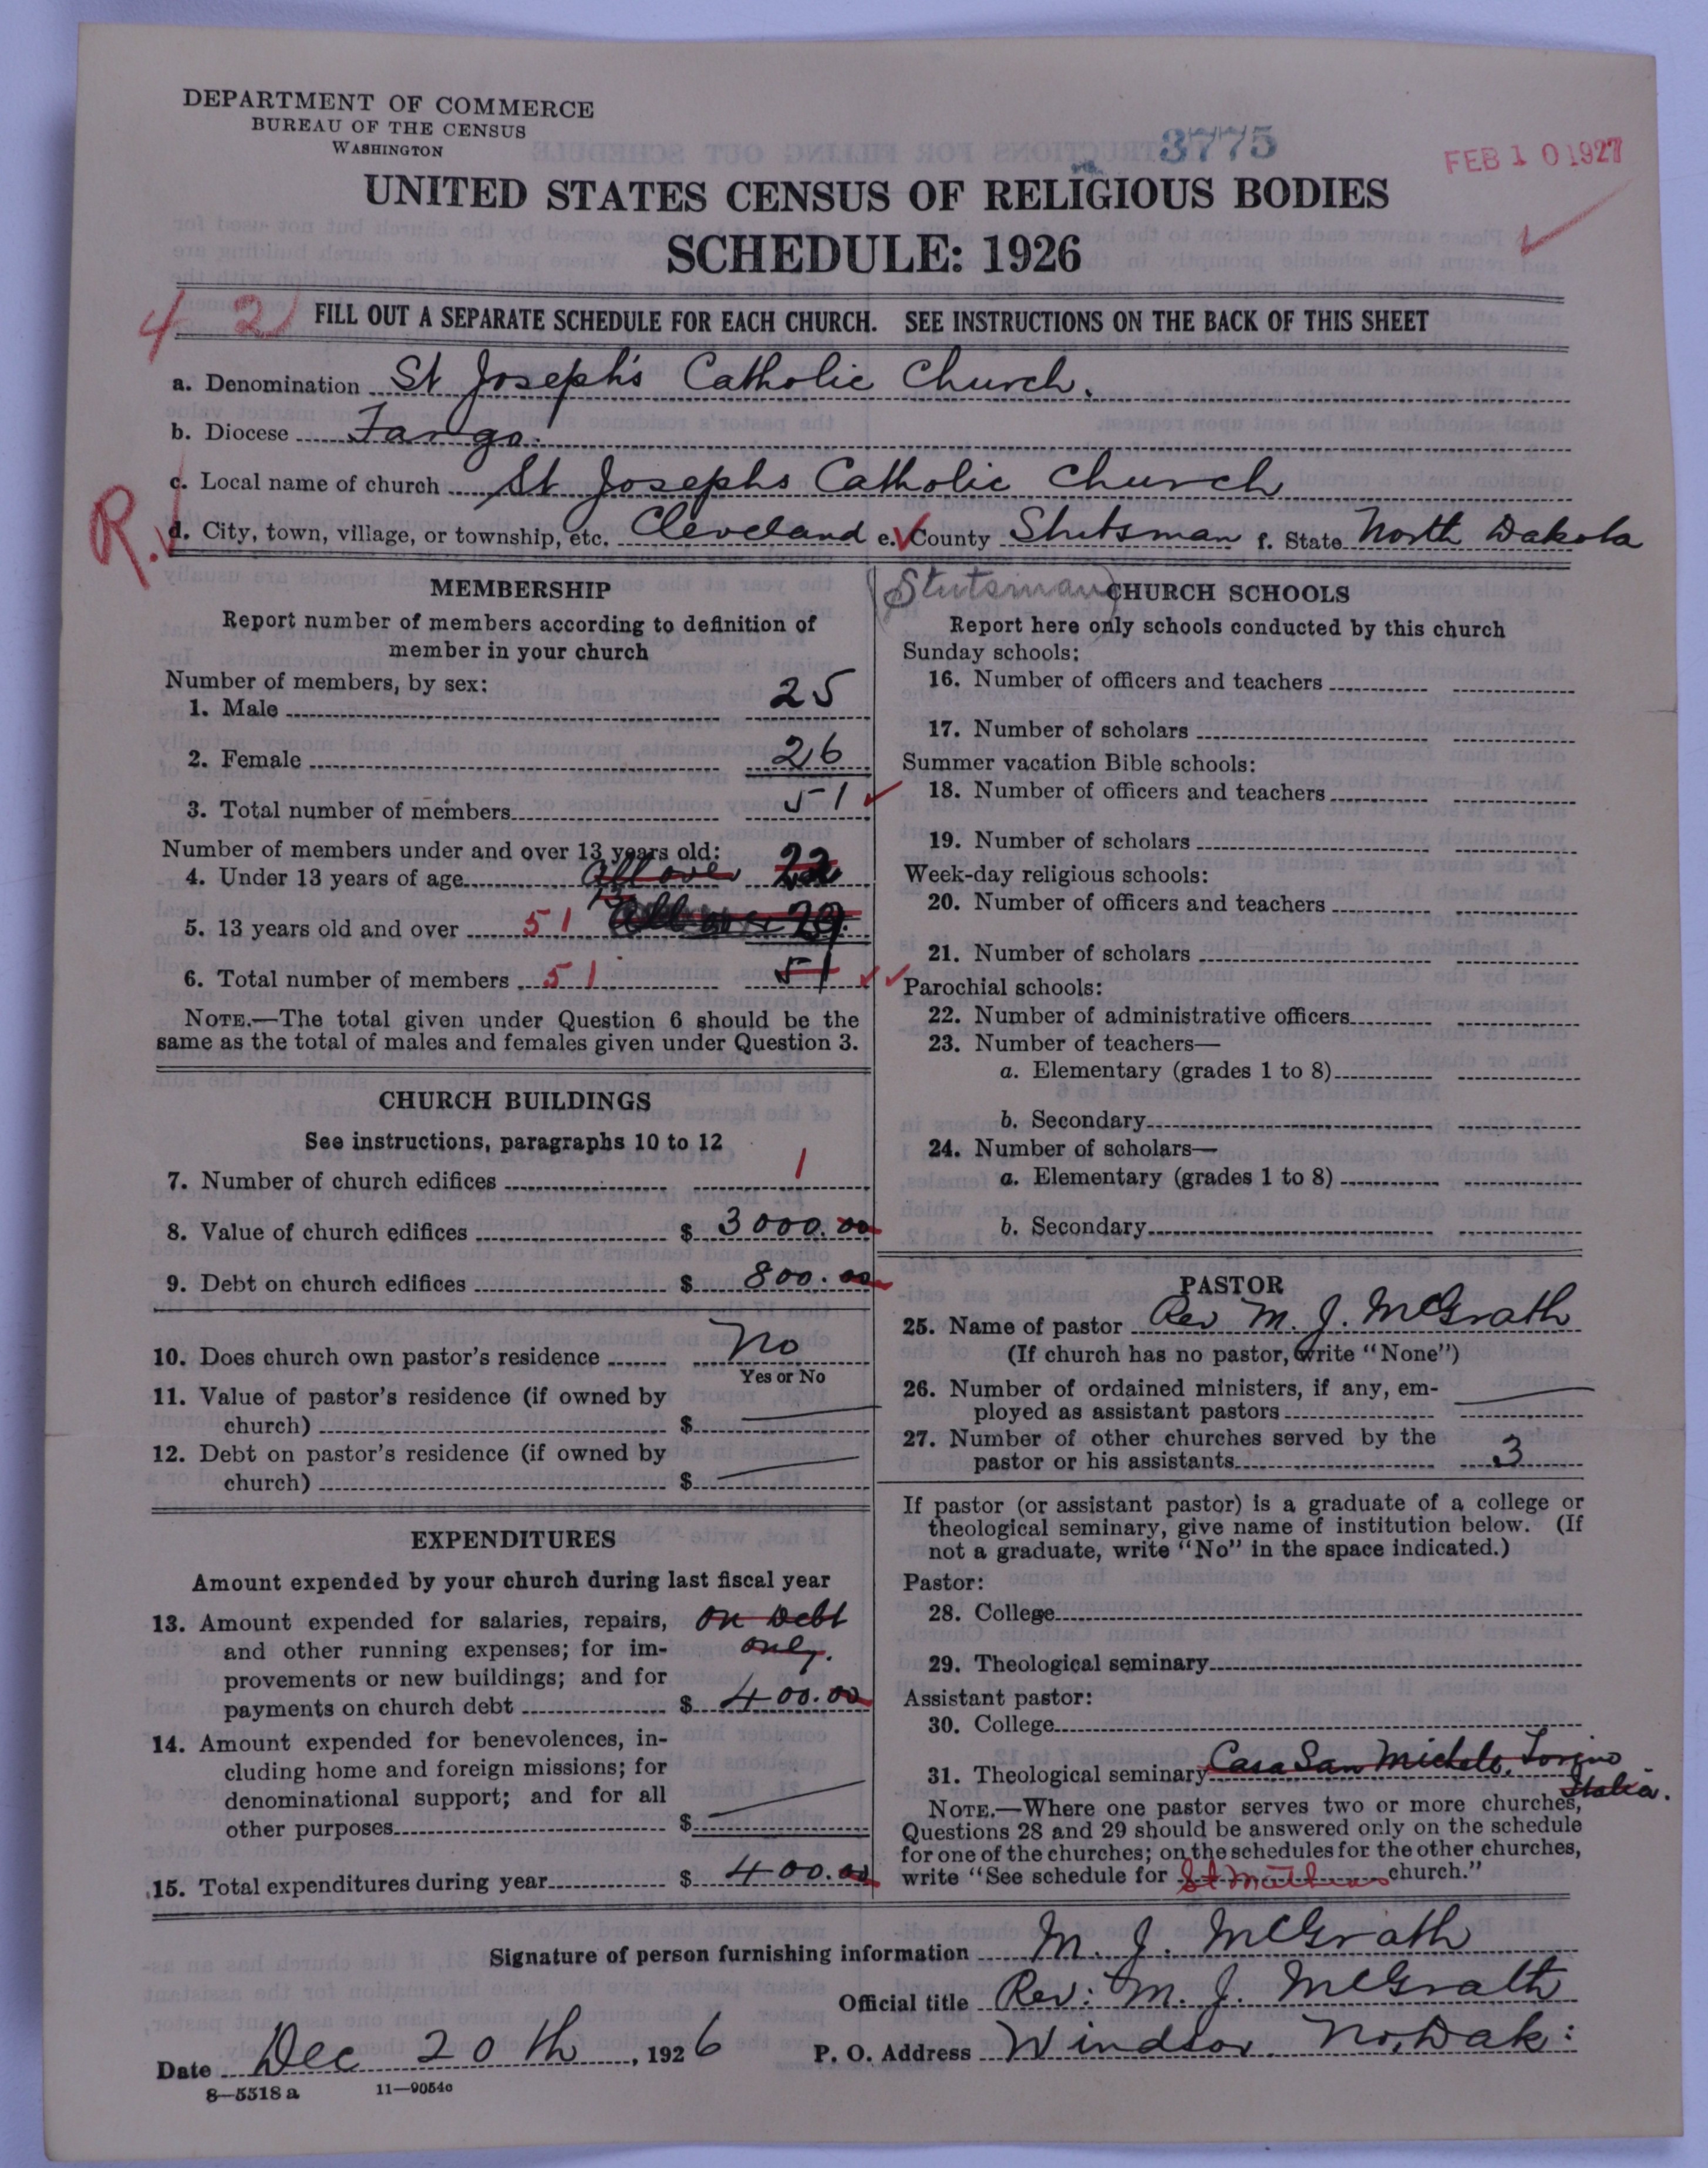 DEPARTMENT OF COMMERCE
BUREAU OF THE CENSUS
WASHINGTON
3775
FEB 10 1927
UNITED STATES CENSUS OF RELIGIOUS BODIES
SCHEDULE: 1926
4 2
FILL OUT A SEPARATE SCHEDULE FOR EACH CHURCH. SEE INSTRUCTIONS ON THE BACK OF THIS SHEET
a. Denomination St Joseph's Catholic Church.
b. Diocese Fargo.
c. Local name of church St Josephs Catholic Church
R.
d. City, town, village, or township, etc. Cleveland e. County Stutsman f. State North Dakota
(Stutsman)
MEMBERSHIP
Report number of members according to definition of
member in your church
Number of members, by sex:
1. Male 25
2. Female 26
3. Total number of members 51
Number of members under and over 13 years old:
4. Under 13 years of age all over 22
13
5. 13 years old and over 51 29
6. Total number of members 51 51
NOTE.—The total given under Question 6 should be the
same as the total of males and females given under Question 3.
CHURCH BUILDINGS
See instructions, paragraphs 10 to 12
7. Number of church edifices 1
8. Value of church edifices $ 3000.00
9. Debt on church edifices $ 800.00
10. Does church own pastor's residence No
Yes or No
11. Value of pastor's residence (if owned by
church) $
12. Debt on pastor's residence (if owned by
church) $
EXPENDITURES
Amount expended by your church during last fiscal year
13. Amount expended for salaries, repairs, on Debt
and other running expenses; for im- only.
provements or new buildings; and for
payments on church debt $ 400.00
14. Amount expended for benevolences, in-
cluding home and foreign missions; for
denominational support; and for all
other purposes $
15. Total expenditures during year $ 400.00
CHURCH SCHOOLS
Report here only schools conducted by this church
Sunday schools:
16. Number of officers and teachers
17. Number of scholars
Summer vacation Bible schools:
18. Number of officers and teachers
19. Number of scholars
Week-day religious schools:
20. Number of officers and teachers
21. Number of scholars
Parochial schools:
22. Number of administrative officers
23. Number of teachers—
a. Elementary (grades 1 to 8)
b. Secondary
24. Number of scholars—
a. Elementary (grades 1 to 8)
b. Secondary
PASTOR
25. Name of pastor Rev M. J. McGrath
(If church has no pastor, write "None")
26. Number of ordained ministers, if any, em-
ployed as assistant pastors
27. Number of other churches served by the
pastor or his assistants 3
If pastor (or assistant pastor) is a graduate of a college or
theological seminary, give name of institution below. (If
not a graduate, write "No" in the space indicated.)
Pastor:
28. College
29. Theological seminary
Assistant pastor:
30. College
31. Theological seminary Casa San Michele, Torino
Italia.
NOTE.—Where one pastor serves two or more churches,
Questions 28 and 29 should be answered only on the schedule
for one of the churches; on the schedules for the other churches,
write "See schedule for St Mathias church."
Signature of person furnishing information M. J. McGrath
Official title Rev: M. J. McGrath
Date Dec 20th, 1926
P. O. Address Windsor No, Dak:
8—5518 a
11—9054c